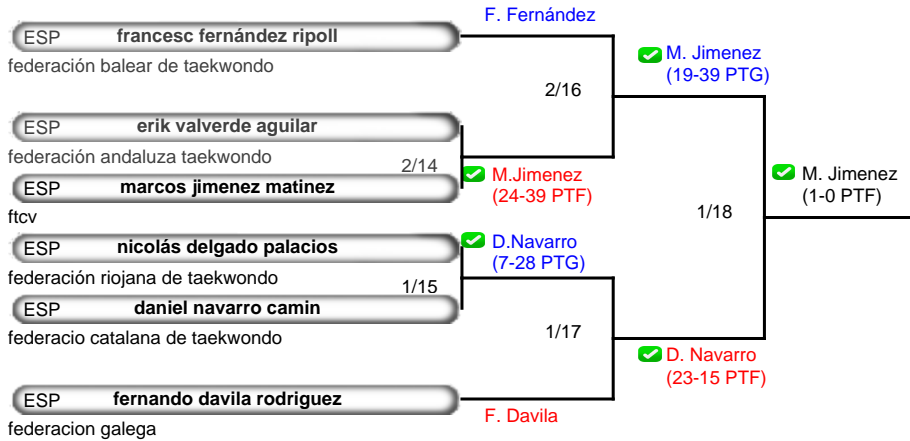 F. Fernández
ESP francesc fernández ripoll
federación balear de taekwondo
M. Jimenez
(19-39 PTG)
2/16
ESP erik valverde aguilar
federación andaluza taekwondo
2/14
M.Jimenez
(24-39 PTF)
ESP marcos jimenez matinez
ftcv
M. Jimenez
(1-0 PTF)
1/18
ESP nicolás delgado palacios
federación riojana de taekwondo
D.Navarro
(7-28 PTG)
1/15
ESP daniel navarro camin
federacio catalana de taekwondo
1/17
D. Navarro
(23-15 PTF)
ESP fernando davila rodriguez
F. Davila
federacion galega